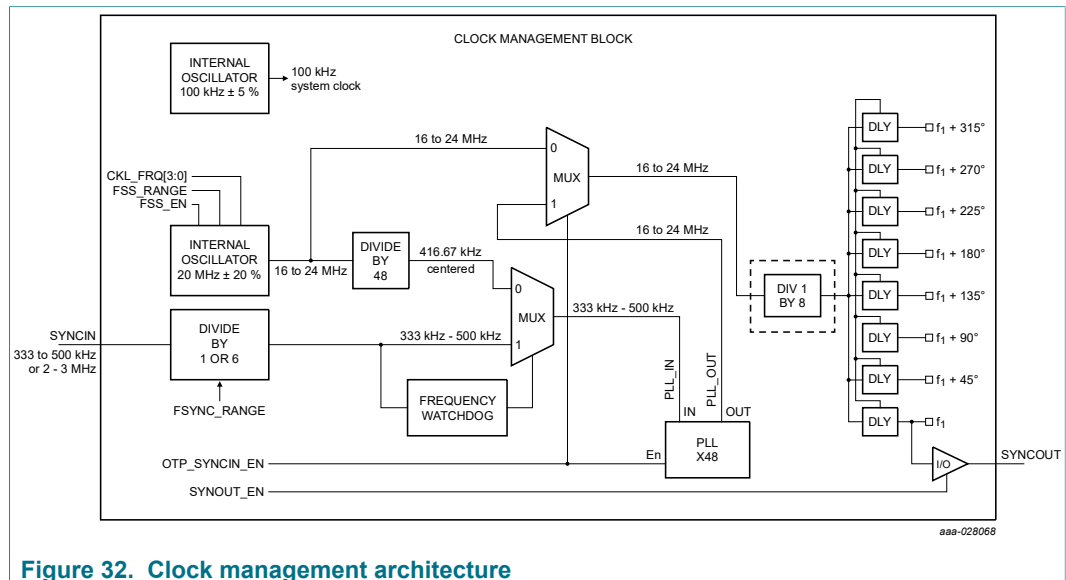 CLOCK MANAGEMENT BLOCK
INTERNAL
OSCILLATOR
100 kHz ± 5 %
100 kHz
system clock
CKL_FRQ[3:0]
FSS_RANGE
FSS_EN
INTERNAL
OSCILLATOR
20 MHz ± 20 %
16 to 24 MHz
16 to 24 MHz
DIVIDE
BY
48
416.67 kHz
centered
0
MUX
1
16 to 24 MHz
16 to 24 MHz
SYNCIN
333 to 500 kHz
or 2 - 3 MHz
DIVIDE
BY
1 OR 6
FSYNC_RANGE
333 kHz - 500 kHz
0
MUX
1
333 kHz - 500 kHz
FREQUENCY
WATCHDOG
PLL_IN
PLL_OUT
IN
OUT
En
PLL
X48
OTP_SYNCIN_EN
SYNOUT_EN
DIV 1
BY 8
DLY
f1 + 315°
DLY
f1 + 270°
DLY
f1 + 225°
DLY
f1 + 180°
DLY
f1 + 135°
DLY
f1 + 90°
DLY
f1 + 45°
DLY
f1
I/O
SYNCOUT
aaa-028068
Figure 32. Clock management architecture